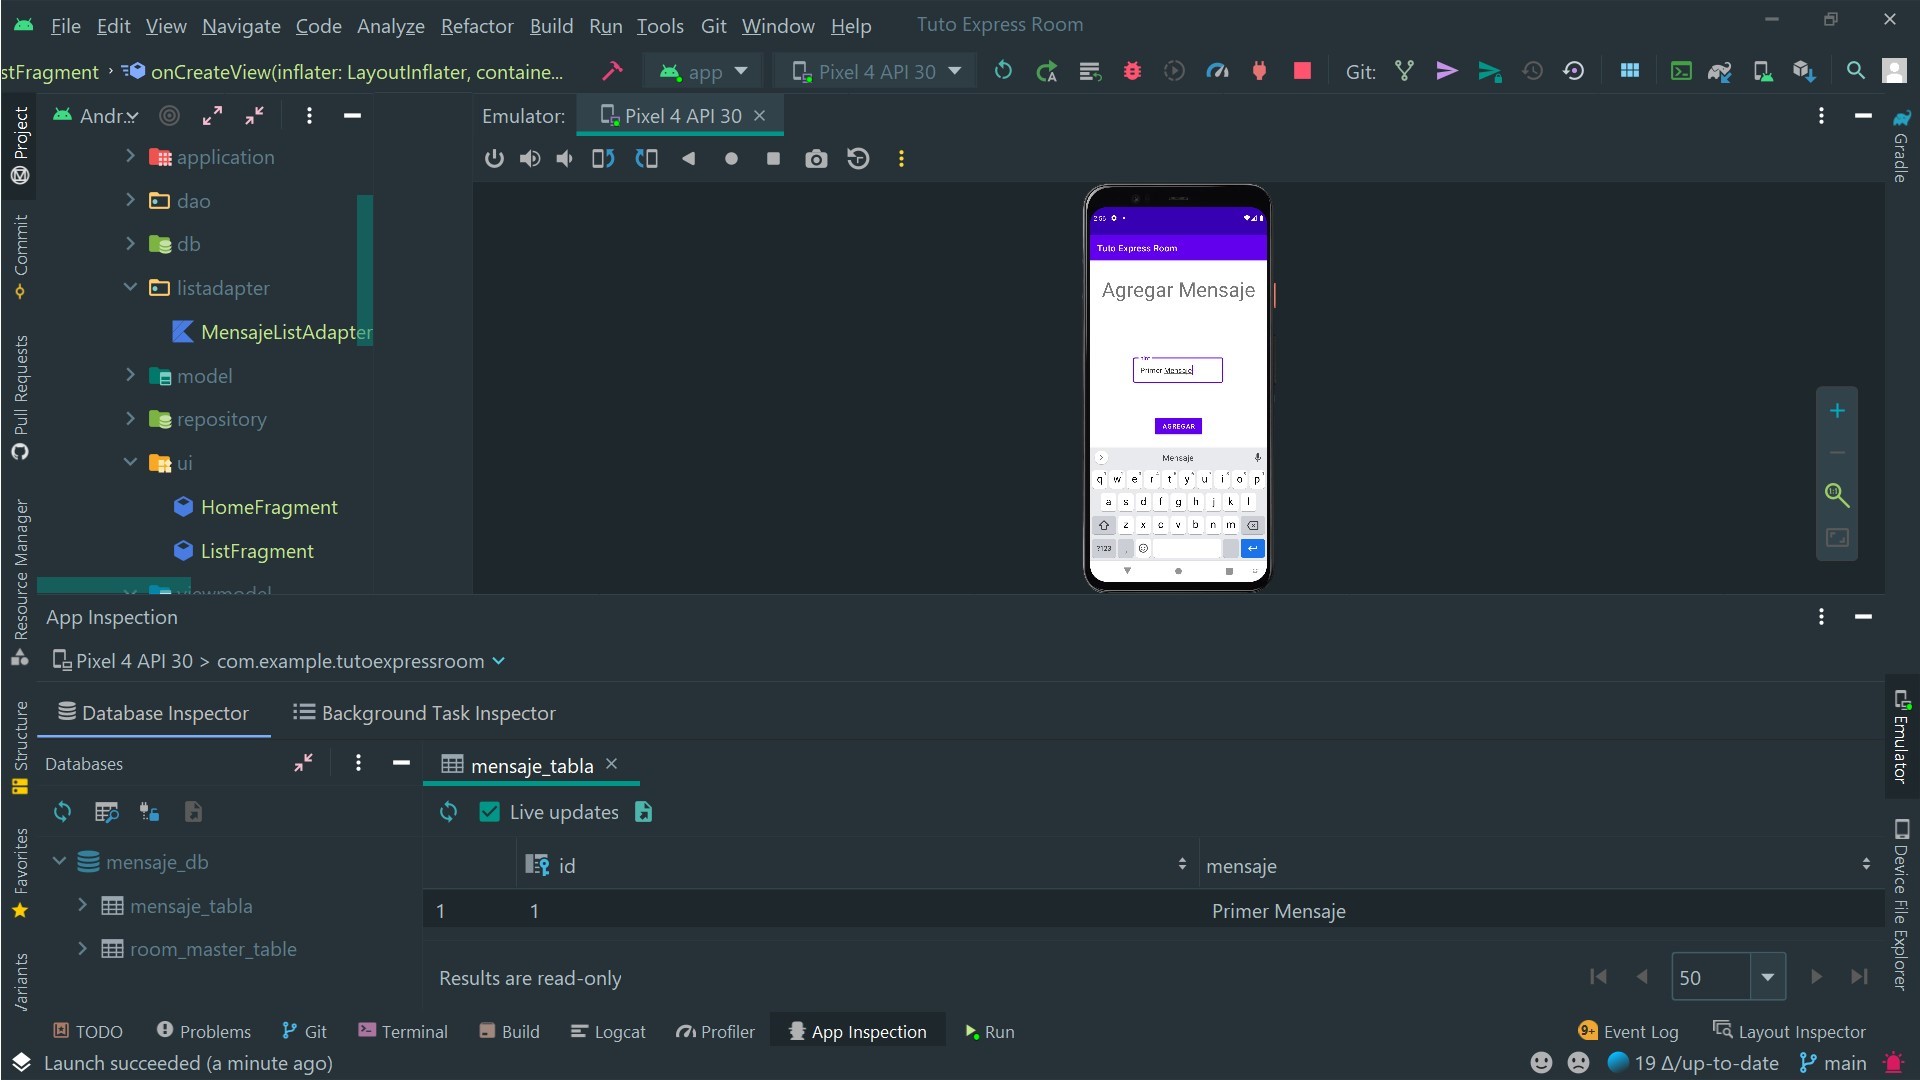 File Edit View Navigate Code Analyze Refactor Build Run Tools Git Window Help Tuto Express Room
stFragment onCreateView(inflater: LayoutInflater, containe... app Pixel 4 API 30 Git:
Project
Commit
Pull Requests
Resource Manager
Structure
Favorites
Variants
Andr...
application
dao
db
listadapter
MensajeListAdapter
model
repository
ui
HomeFragment
ListFragment
viewmodel
Emulator: Pixel 4 API 30
2:56
Tuto Express Room
Agregar Mensaje
Primer Mensaje
AGREGAR
Mensaje
q w e r t y u i o p
a s d f g h j k l
z x c v b n m
?123 ,
1:1
Gradle
Emulator
Device File Explorer
App Inspection
Pixel 4 API 30 > com.example.tutoexpressroom
Database Inspector Background Task Inspector
Databases
mensaje_db
mensaje_tabla
room_master_table
mensaje_tabla
Live updates
id mensaje
1 1 Primer Mensaje
Results are read-only 50
TODO Problems Git Terminal Build Logcat Profiler App Inspection Run 9+ Event Log Layout Inspector
Launch succeeded (a minute ago) 19 Δ/up-to-date main